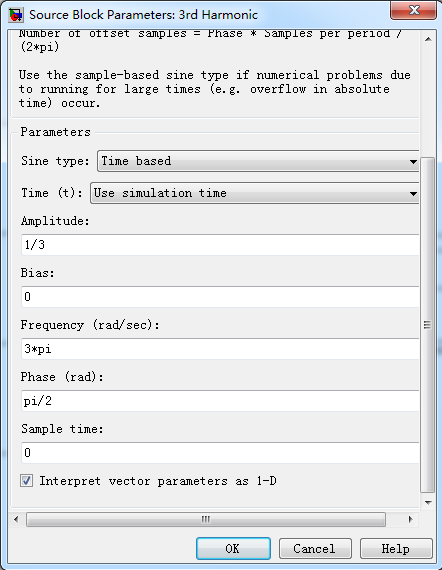 Source Block Parameters: 3rd Harmonic
Number of offset samples = Phase * Samples per period /
(2*pi)
Use the sample-based sine type if numerical problems due
to running for large times (e.g. overflow in absolute
time) occur.
Parameters
Sine type: Time based
Time (t): Use simulation time
Amplitude:
1/3
Bias:
0
Frequency (rad/sec):
3*pi
Phase (rad):
pi/2
Sample time:
0
Interpret vector parameters as 1-D
OK Cancel Help